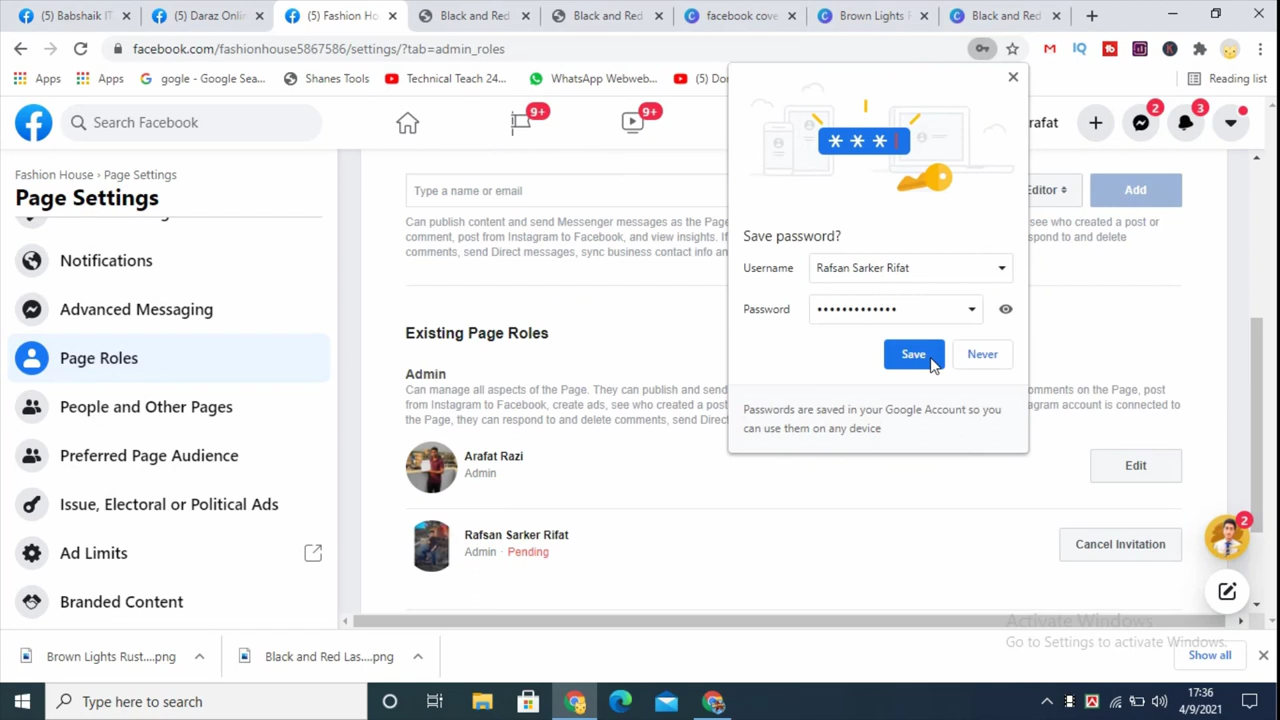 (5) Babshaik IT
(5) Daraz Onli
(5) Fashion Ho
Black and Red
Black and Red
facebook cove
Brown Lights F
Black and Red
facebook.com/fashionhouse5867586/settings/?tab=admin_roles
Apps
Apps
gogle - Google Sea...
Shanes Tools
Technical Teach 24...
WhatsApp Webweb...
(5) Dor
Reading list
Search Facebook
9+
9+
rafat
2
3
Fashion House › Page Settings
Page Settings
Notifications
Advanced Messaging
Page Roles
People and Other Pages
Preferred Page Audience
Issue, Electoral or Political Ads
Ad Limits
Branded Content
Type a name or email
Editor
Add
Can publish content and send Messenger messages as the Page
see who created a post or
comment, post from Instagram to Facebook, and view insights. If
spond to and delete
comments, send Direct messages, sync business contact info an
Existing Page Roles
Admin
Can manage all aspects of the Page. They can publish and send
omments on the Page, post
from Instagram to Facebook, create ads, see who created a post
agram account is connected to
the Page, they can respond to and delete comments, send Direc
Arafat Razi
Admin
Edit
Rafsan Sarker Rifat
Admin · Pending
Cancel Invitation
Save password?
Username
Rafsan Sarker Rifat
Password
•••••••••••••
Save
Never
Passwords are saved in your Google Account so you
can use them on any device
2
Activate Windows
Go to Settings to activate Windows.
Brown Lights Rust....png
Black and Red Las....png
Show all
Type here to search
17:36
4/9/2021